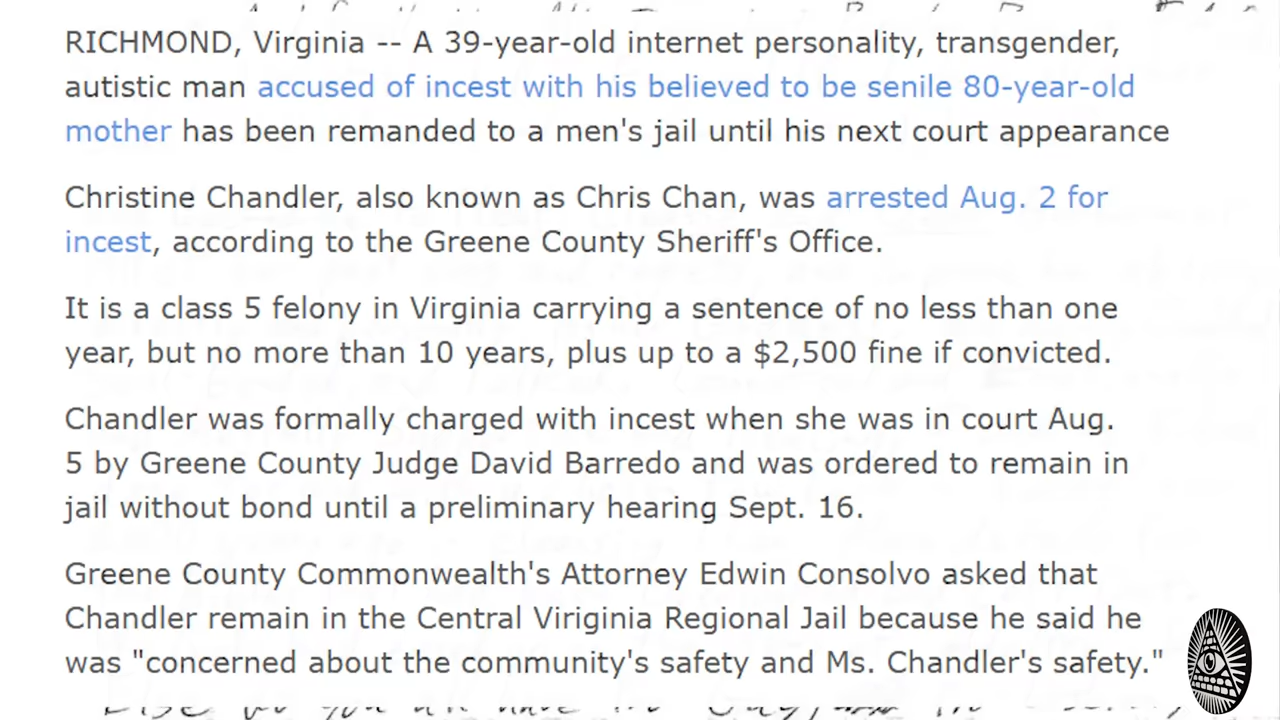 RICHMOND, Virginia -- A 39-year-old internet personality, transgender,
autistic man accused of incest with his believed to be senile 80-year-old
mother has been remanded to a men's jail until his next court appearance
Christine Chandler, also known as Chris Chan, was arrested Aug. 2 for
incest, according to the Greene County Sheriff's Office.
It is a class 5 felony in Virginia carrying a sentence of no less than one
year, but no more than 10 years, plus up to a $2,500 fine if convicted.
Chandler was formally charged with incest when she was in court Aug.
5 by Greene County Judge David Barredo and was ordered to remain in
jail without bond until a preliminary hearing Sept. 16.
Greene County Commonwealth's Attorney Edwin Consolvo asked that
Chandler remain in the Central Viriginia Regional Jail because he said he
was "concerned about the community's safety and Ms. Chandler's safety."